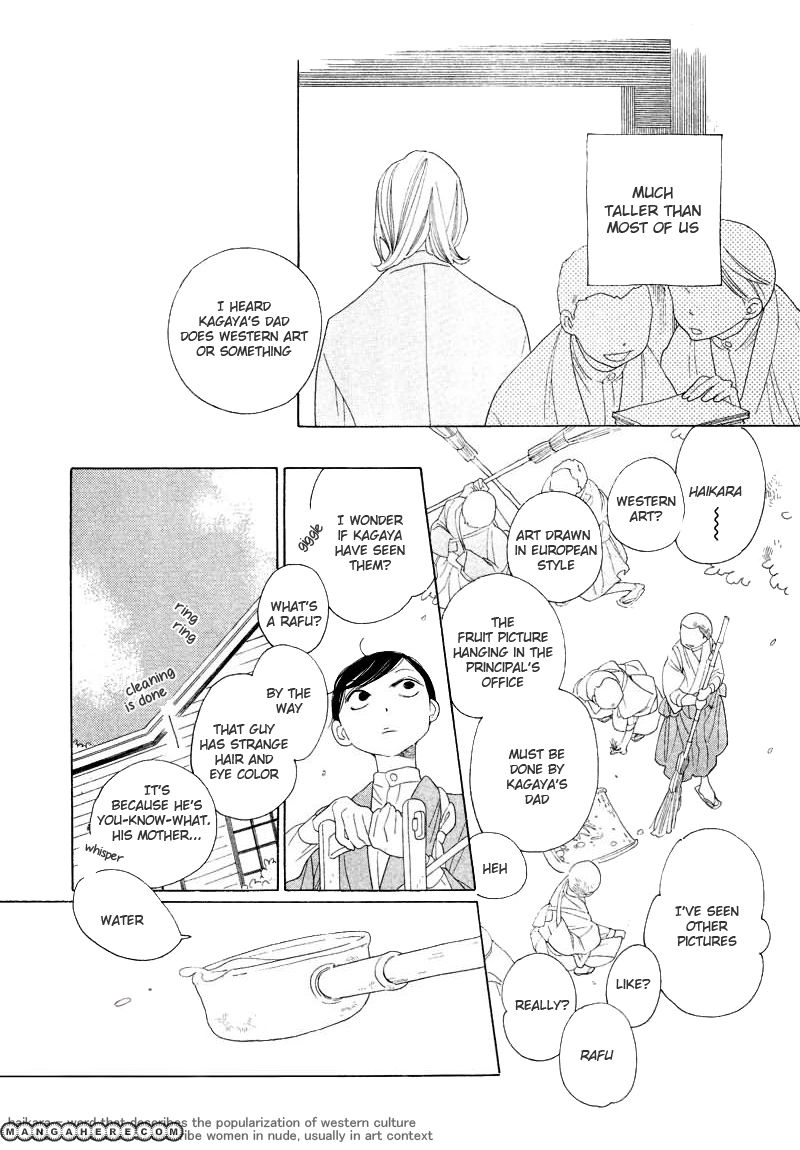 MUCH
TALLER THAN
MOST OF US
I HEARD
KAGAYA'S DAD
DOES WESTERN ART
OR SOMETHING
HAIKARA
WESTERN
ART?
ART DRAWN
IN EUROPEAN
STYLE
THE
FRUIT PICTURE
HANGING IN THE
PRINCIPAL'S
OFFICE
MUST BE
DONE BY
KAGAYA'S
DAD
HEH
I'VE SEEN
OTHER
PICTURES
LIKE?
REALLY?
RAFU
giggle
I WONDER
IF KAGAYA
HAVE SEEN
THEM?
WHAT'S
A RAFU?
BY THE
WAY
THAT GUY
HAS STRANGE
HAIR AND
EYE COLOR
ring
ring
cleaning
is done
IT'S
BECAUSE HE'S
YOU-KNOW-WHAT.
HIS MOTHER...
whisper
WATER
haikara = word that describes the popularization of western culture
MANGAHERE.COM
ribe women in nude, usually in art context